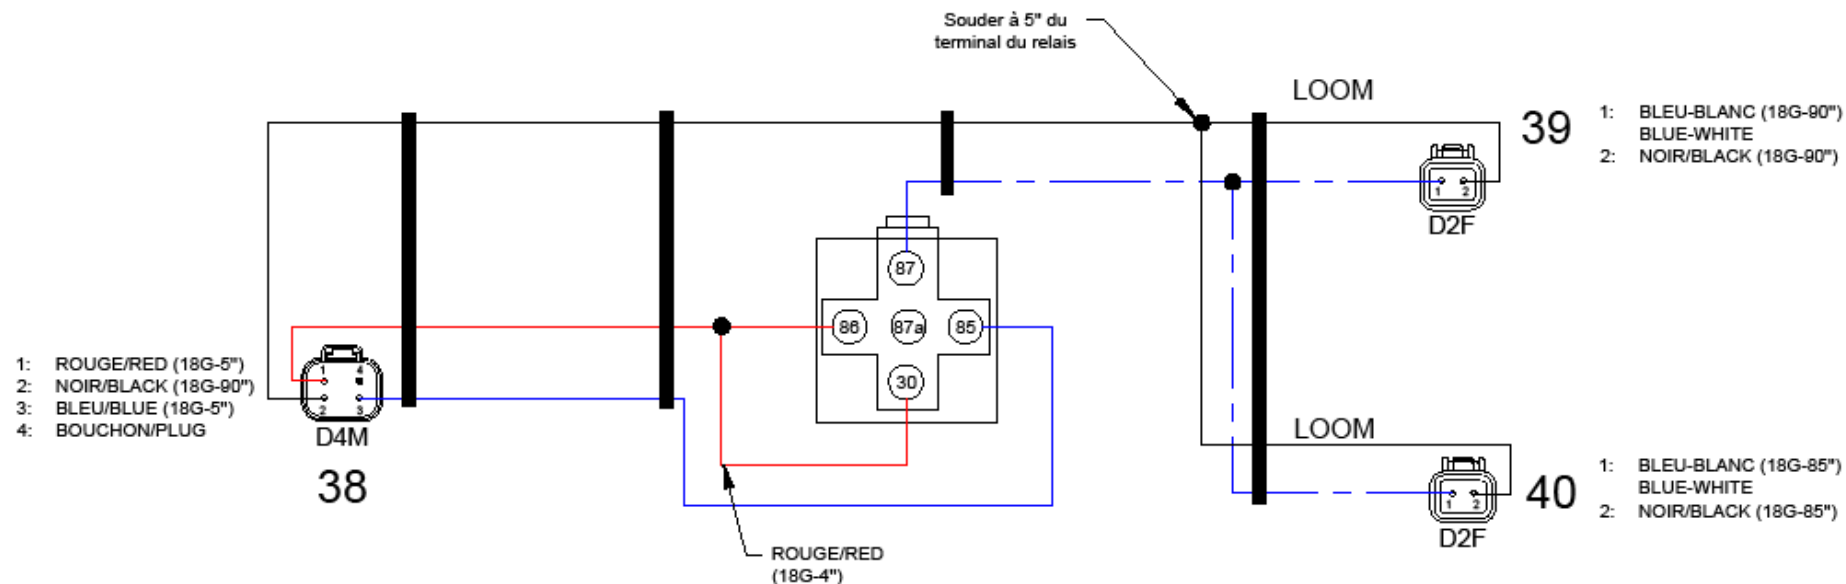 Souder à 5" du
terminal du relais
LOOM
39
1: BLEU-BLANC (18G-90")
BLUE-WHITE
2: NOIR/BLACK (18G-90")
1 2
D2F
87
86
87a
85
30
1: ROUGE/RED (18G-5")
2: NOIR/BLACK (18G-90")
3: BLEU/BLUE (18G-5")
4: BOUCHON/PLUG
1 4
2 3
D4M
38
LOOM
40
1: BLEU-BLANC (18G-85")
BLUE-WHITE
2: NOIR/BLACK (18G-85")
1 2
D2F
ROUGE/RED
(18G-4")